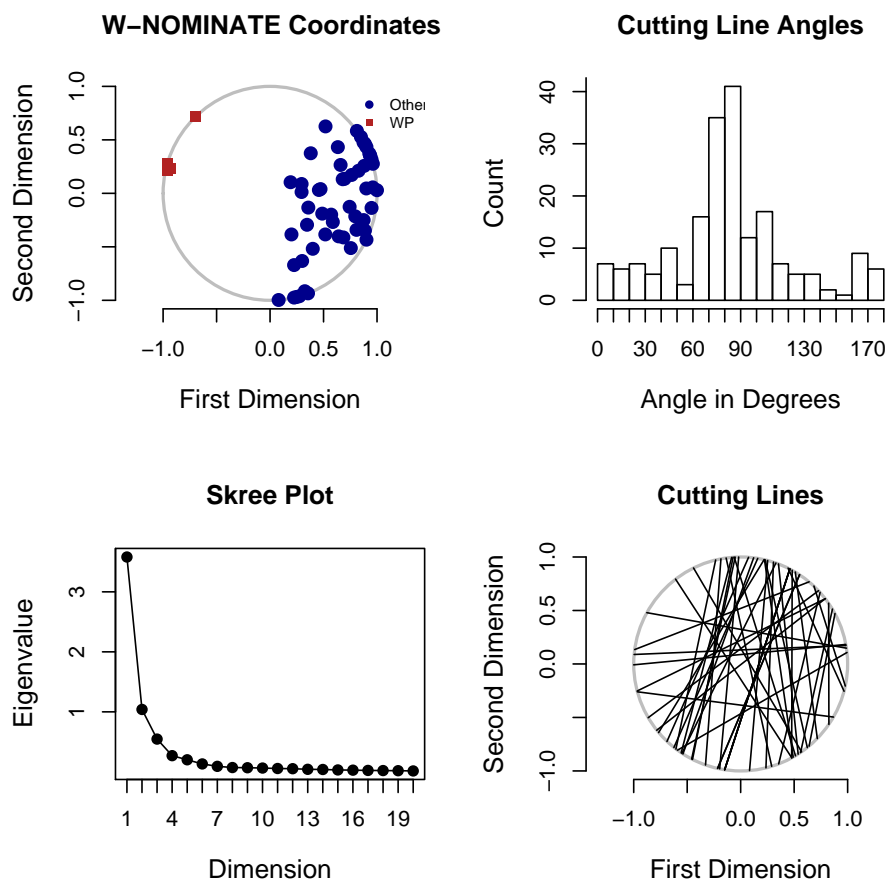 W−NOMINATE Coordinates
Second Dimension
1.0
0.5
0.0
−1.0
Other
WP
−1.0
0.0
0.5
1.0
First Dimension
Cutting Line Angles
Count
40
30
20
10
0
0
30
60
90
130
170
Angle in Degrees
Skree Plot
Eigenvalue
3
2
1
1
4
7
10
13
16
19
Dimension
Cutting Lines
Second Dimension
1.0
0.5
0.0
−1.0
−1.0
0.0
0.5
1.0
First Dimension